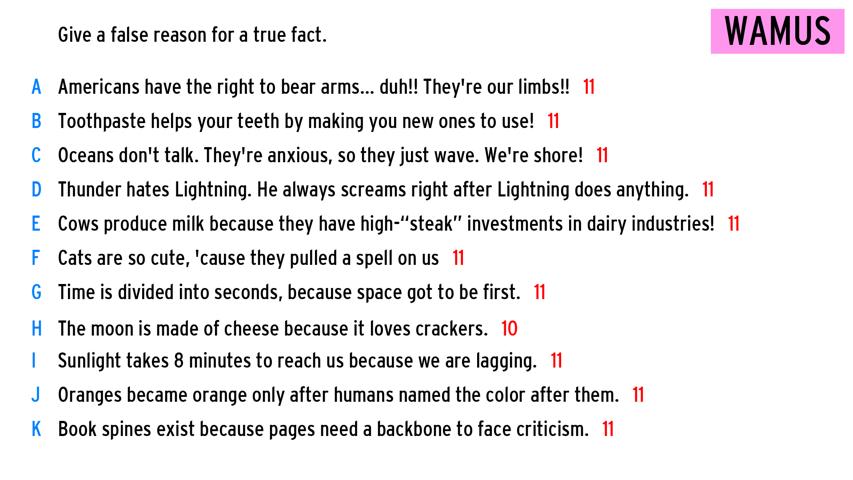 Give a false reason for a true fact.
WAMUS
A Americans have the right to bear arms... duh!! They're our limbs!! 11
B Toothpaste helps your teeth by making you new ones to use! 11
C Oceans don't talk. They're anxious, so they just wave. We're shore! 11
D Thunder hates Lightning. He always screams right after Lightning does anything. 11
E Cows produce milk because they have high-“steak” investments in dairy industries! 11
F Cats are so cute, 'cause they pulled a spell on us 11
G Time is divided into seconds, because space got to be first. 11
H The moon is made of cheese because it loves crackers. 10
I Sunlight takes 8 minutes to reach us because we are lagging. 11
J Oranges became orange only after humans named the color after them. 11
K Book spines exist because pages need a backbone to face criticism. 11